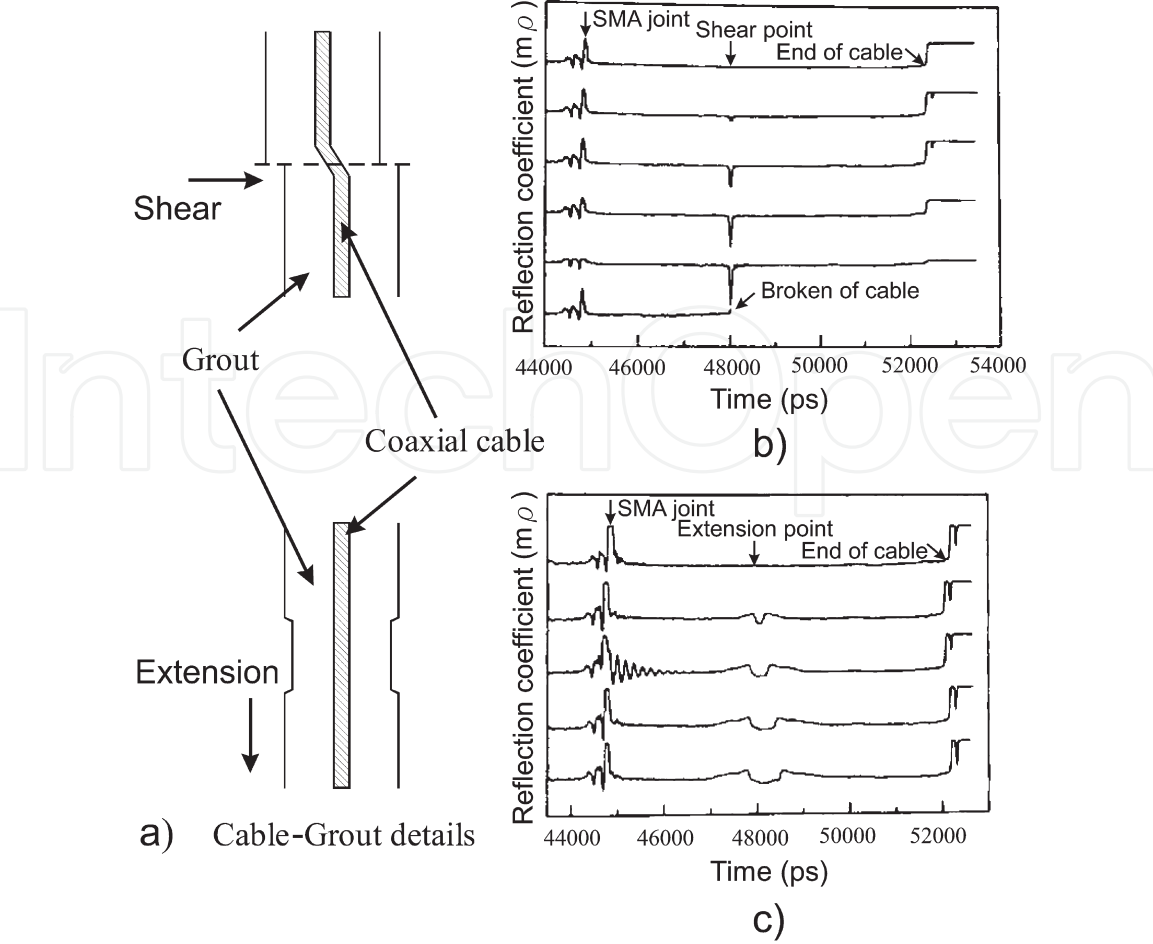 Shear
Grout
Coaxial cable
Extension
a) Cable-Grout details
SMA joint
Shear point
End of cable
Broken of cable
Reflection coefficient (mρ)
44000 46000 48000 50000 52000 54000
Time (ps)
b)
SMA joint
Extension point
End of cable
Reflection coefficient (mρ)
44000 46000 48000 50000 52000
Time (ps)
c)
IntechOpen